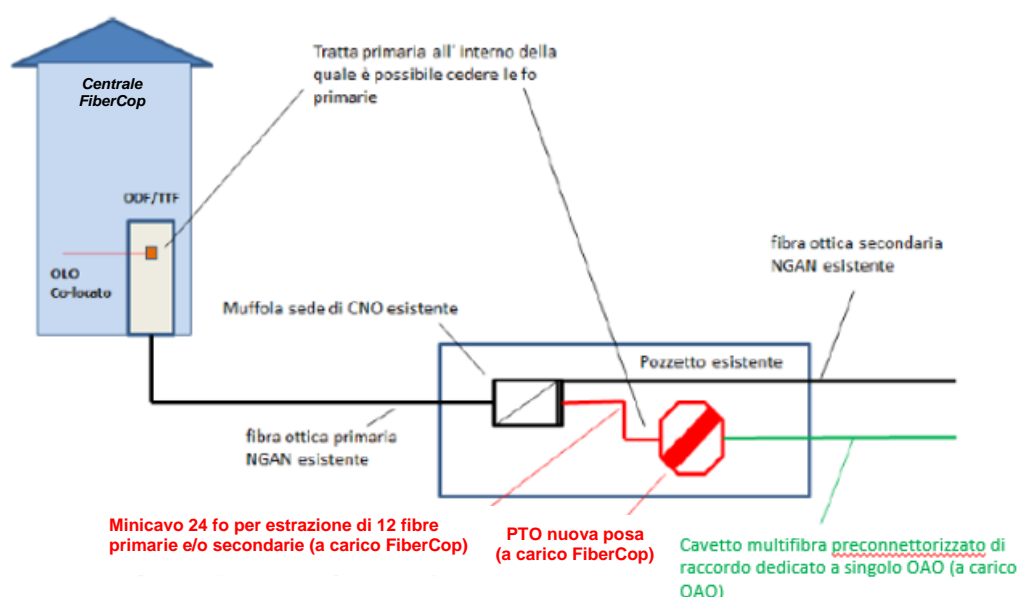 Tratta primaria all' interno della
quale è possibile cedere le fo
primarie
Centrale
FiberCop
ODF/TTF
OLO
Co-locato
fibra ottica secondaria
NGAN esistente
Muffola sede di CNO esistente
Pozzetto esistente
fibra ottica primaria
NGAN esistente
Minicavo 24 fo per estrazione di 12 fibre
primarie e/o secondarie (a carico FiberCop)
PTO nuova posa
(a carico FiberCop)
Cavetto multifibra preconnettorizzato di
raccordo dedicato a singolo OAO (a carico
OAO)